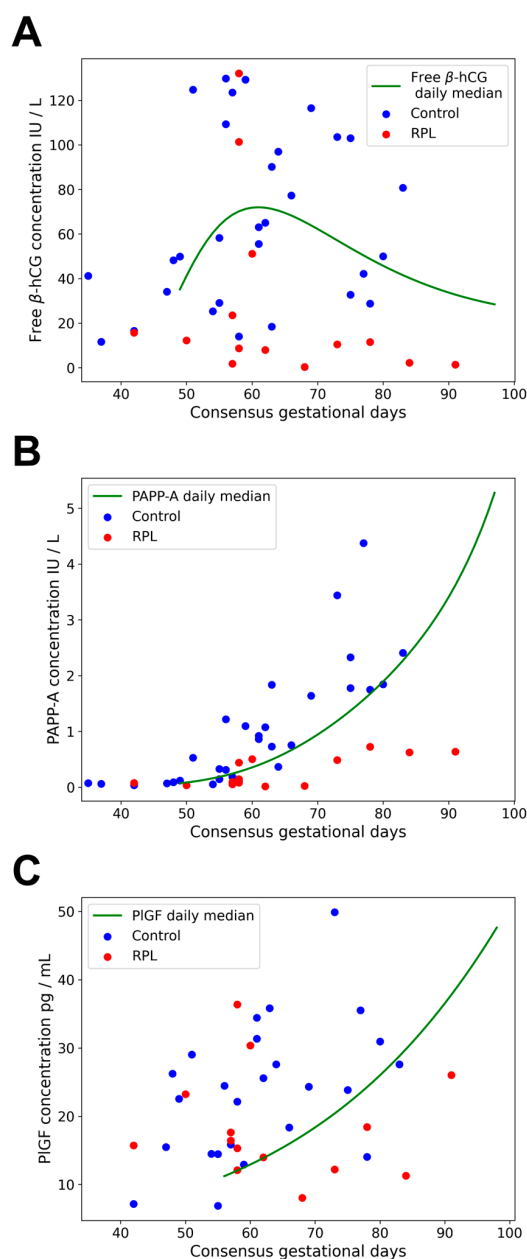 A
Free β-hCG
daily median
Control
RPL
Free β-hCG concentration IU / L
120
100
80
60
40
20
0
40 50 60 70 80 90 100
Consensus gestational days
B
PAPP-A daily median
Control
RPL
PAPP-A concentration IU / L
5
4
3
2
1
0
40 50 60 70 80 90 100
Consensus gestational days
C
PlGF daily median
Control
RPL
PlGF concentration pg / mL
50
40
30
20
10
40 50 60 70 80 90 100
Consensus gestational days